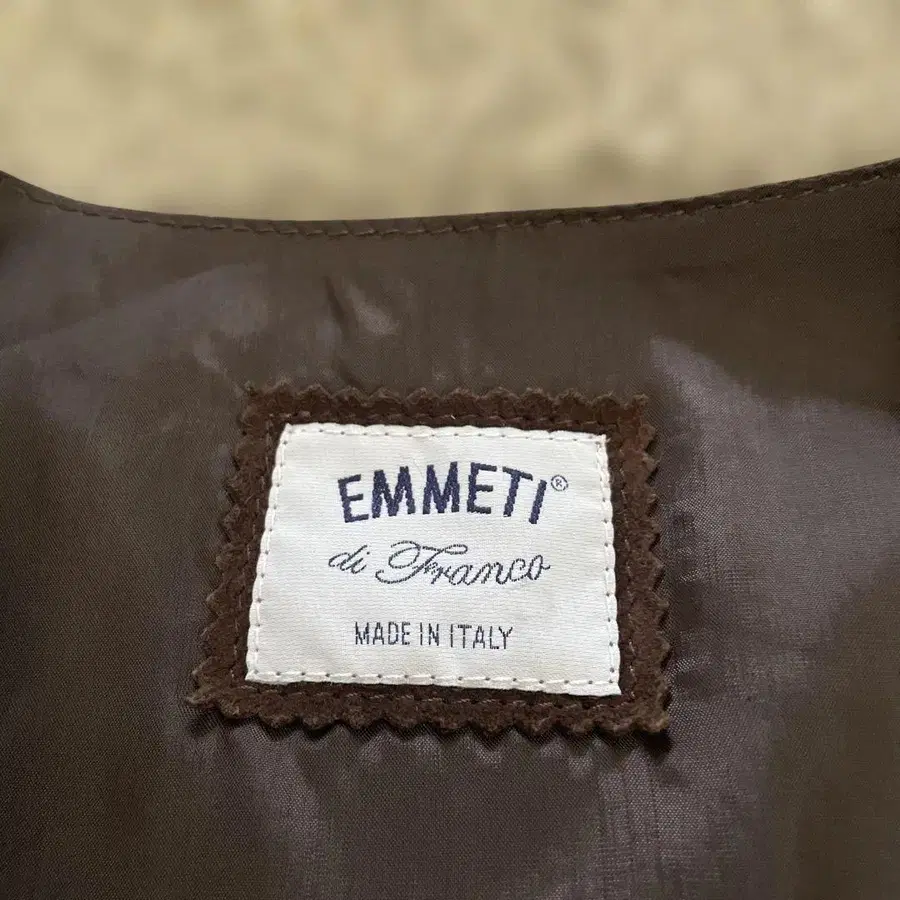 EMMETI®
di Franco
MADE IN ITALY